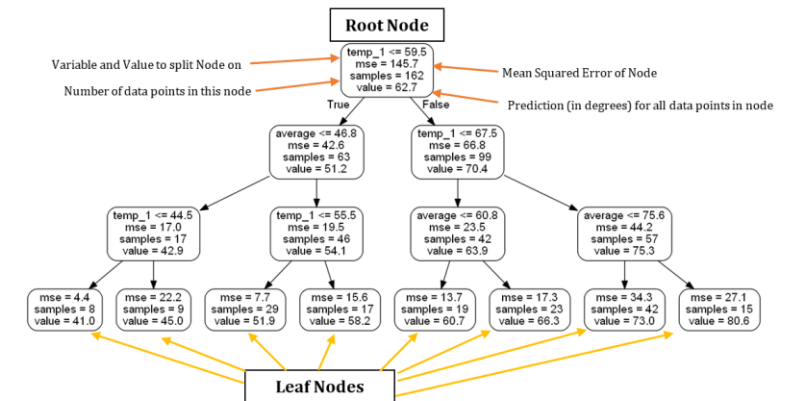 Root Node
temp_1 <= 59.5
mse = 145.7
samples = 162
value = 62.7
Variable and Value to split Node on
Number of data points in this node
Mean Squared Error of Node
Prediction (in degrees) for all data points in node
True
False
average <= 46.8
mse = 42.6
samples = 63
value = 51.2
temp_1 <= 67.5
mse = 66.8
samples = 99
value = 70.4
temp_1 <= 44.5
mse = 17.0
samples = 17
value = 42.9
temp_1 <= 55.5
mse = 19.5
samples = 46
value = 54.1
average <= 60.8
mse = 23.5
samples = 42
value = 63.9
average <= 75.6
mse = 44.2
samples = 57
value = 75.3
mse = 4.4
samples = 8
value = 41.0
mse = 22.2
samples = 9
value = 45.0
mse = 7.7
samples = 29
value = 51.9
mse = 15.6
samples = 17
value = 58.2
mse = 13.7
samples = 19
value = 60.7
mse = 17.3
samples = 23
value = 66.3
mse = 34.3
samples = 42
value = 73.0
mse = 27.1
samples = 15
value = 80.6
Leaf Nodes